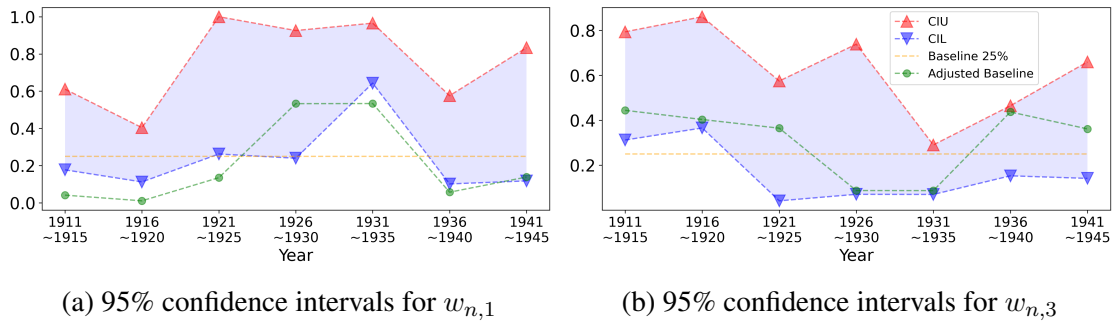 1.0
0.8
0.6
0.4
0.2
0.0
1911 1916 1921 1926 1931 1936 1941
~1915 ~1920 ~1925 ~1930 ~1935 ~1940 ~1945
Year
(a) 95% confidence intervals for w_{n,1}
0.8
0.6
0.4
0.2
CIU
CIL
Baseline 25%
Adjusted Baseline
1911 1916 1921 1926 1931 1936 1941
~1915 ~1920 ~1925 ~1930 ~1935 ~1940 ~1945
Year
(b) 95% confidence intervals for w_{n,3}